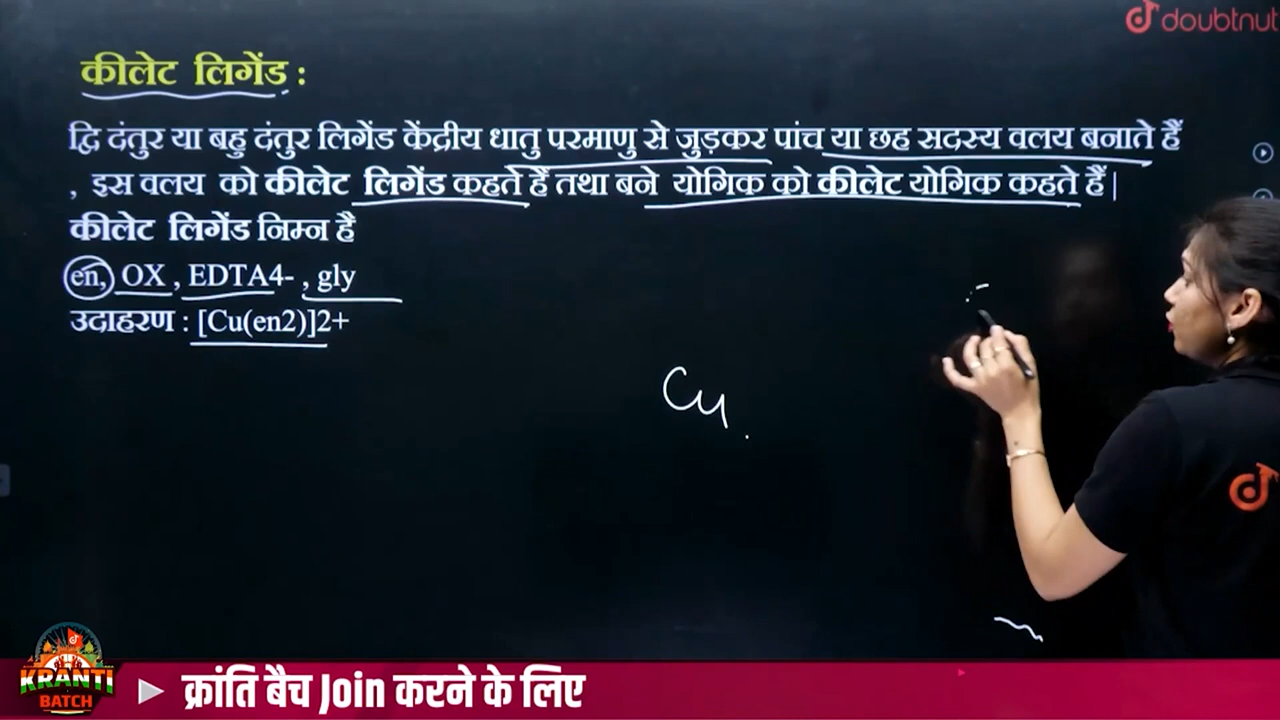 doubtnut
कीलेट लिगेंड :
द्वि दंतुर या बहु दंतुर लिगेंड केंद्रीय धातु परमाणु से जुड़कर पांच या छह सदस्य वलय बनाते हैं
, इस वलय को कीलेट लिगेंड कहते हैं तथा बने योगिक को कीलेट योगिक कहते हैं|
कीलेट लिगेंड निम्न है
en, OX , EDTA4- , gly
उदाहरण : [Cu(en2)]2+
Cu
KRANTI
BATCH
क्रांति बैच Join करने के लिए